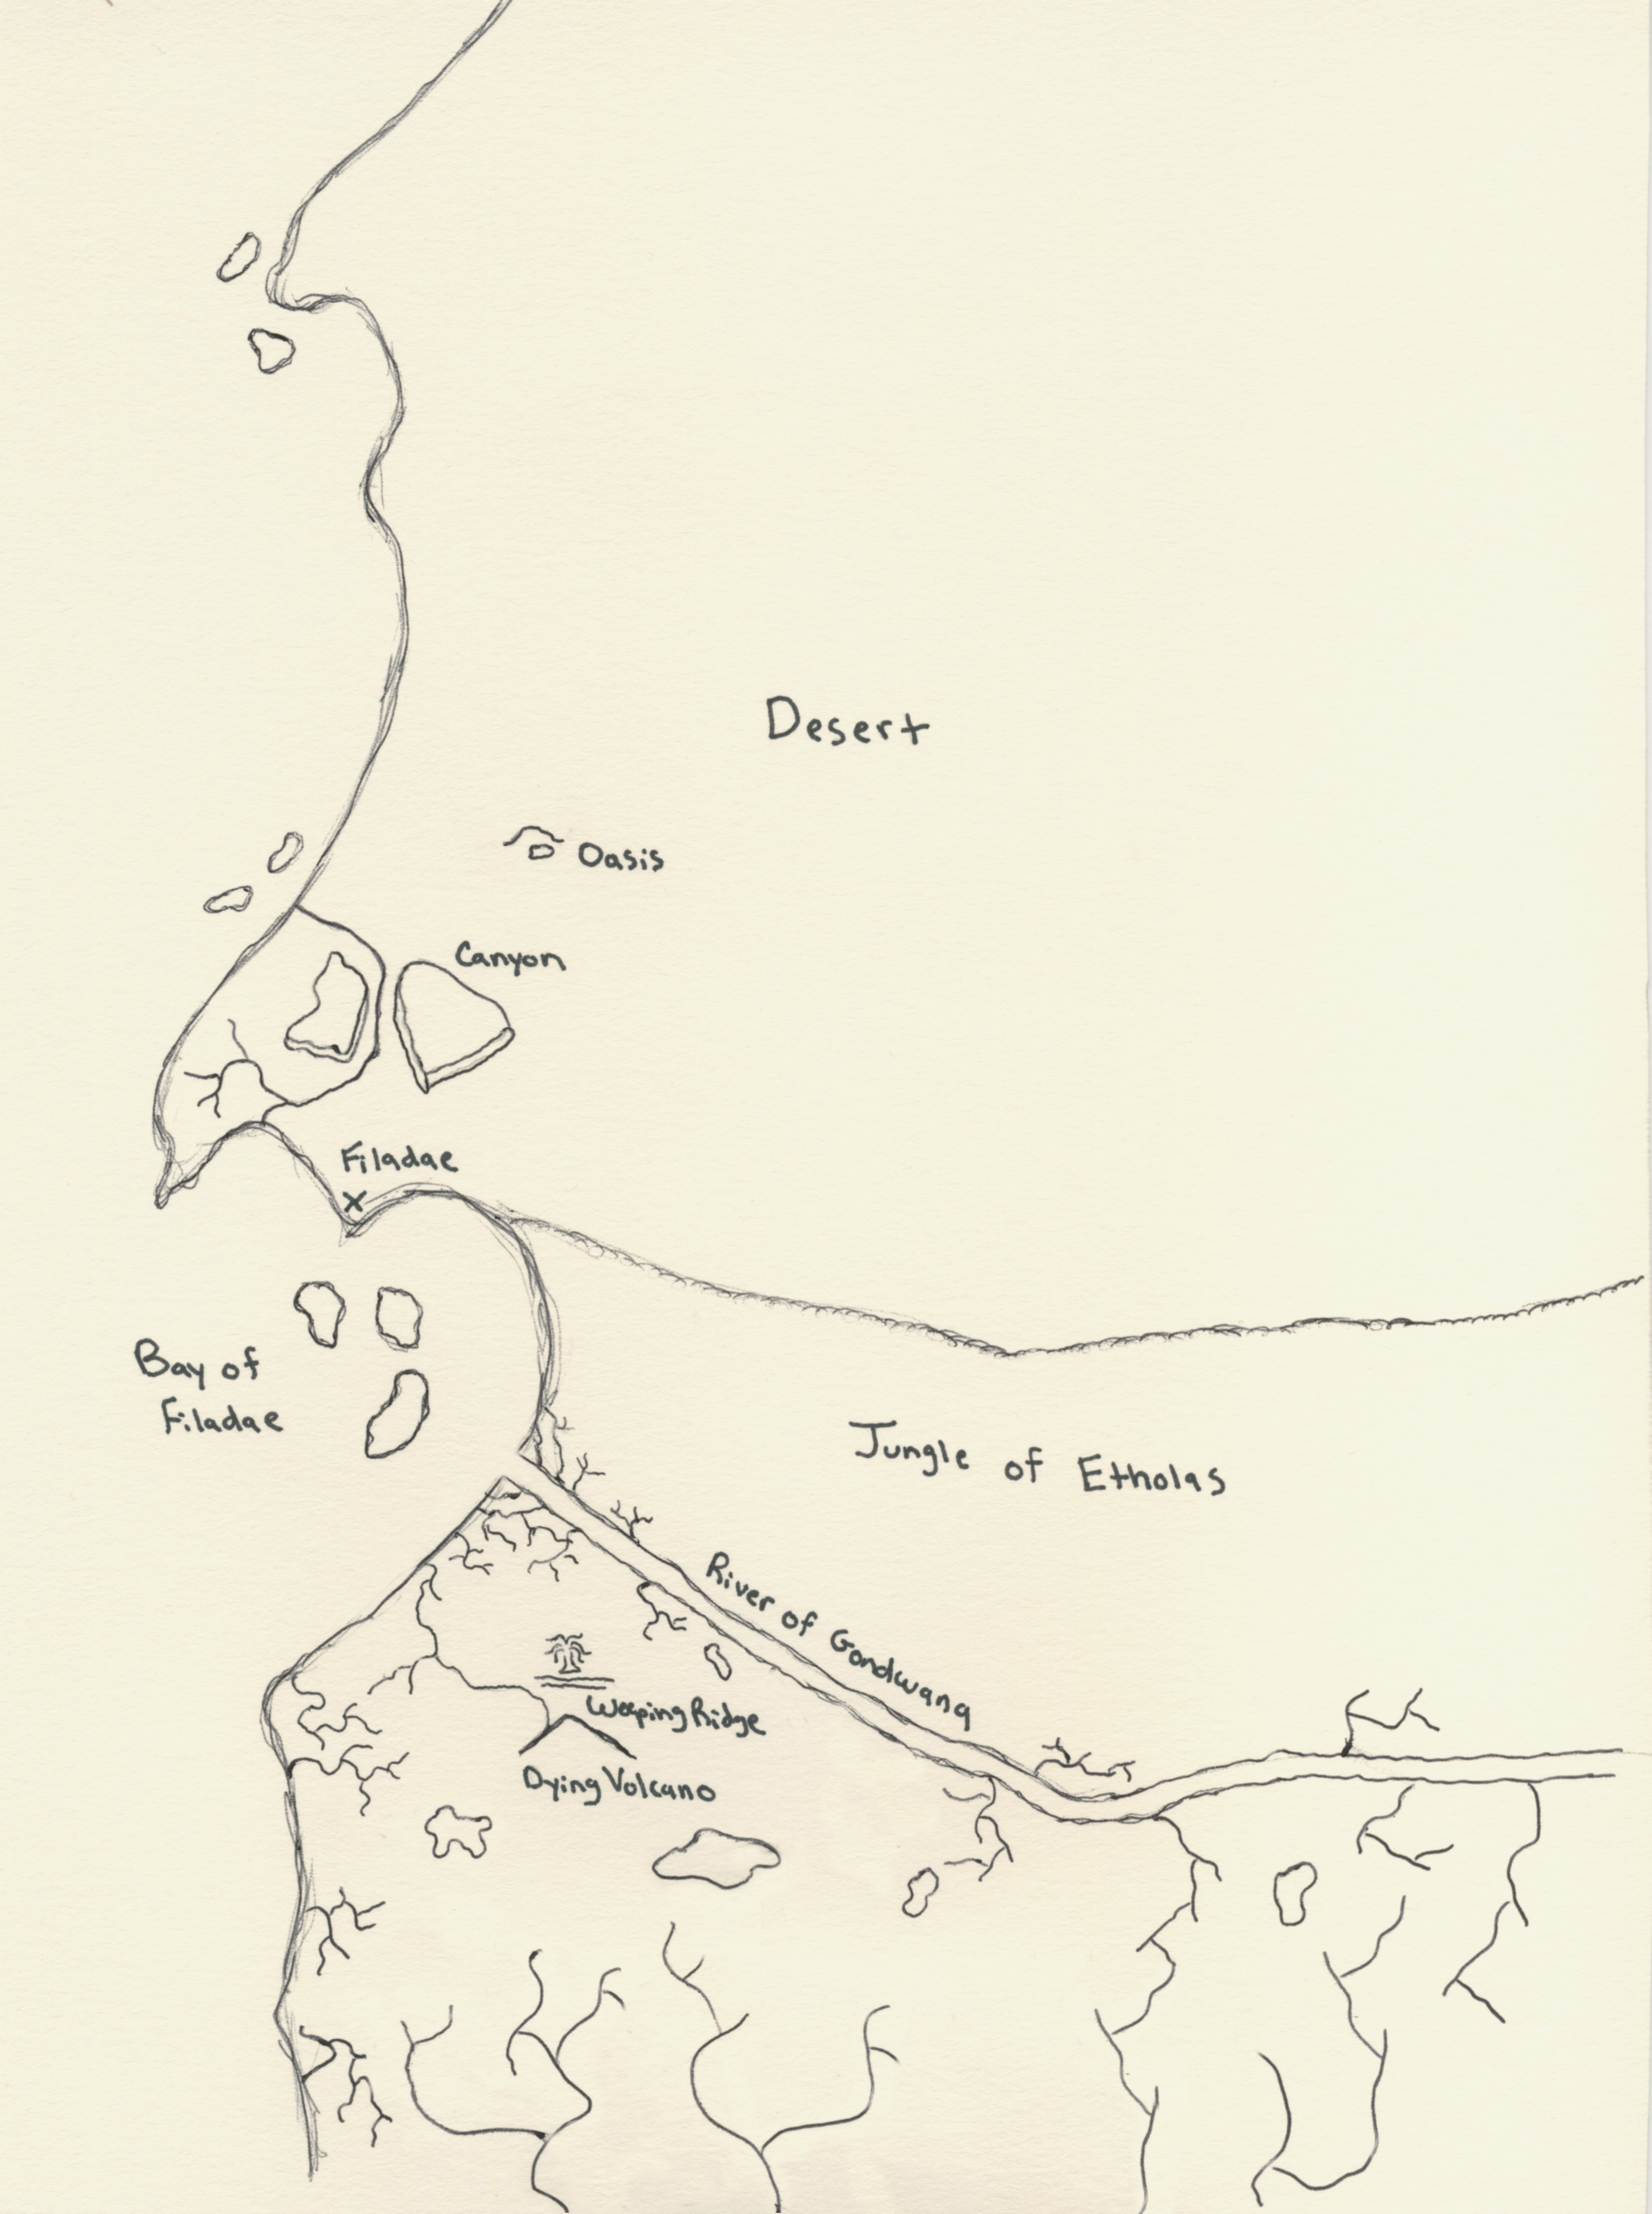 Desert
Oasis
Canyon
Filadae
Bay of
Filadae
Jungle of Etholas
River of Gondwana
Weeping Ridge
Dying Volcano